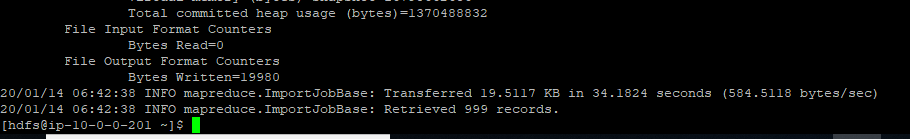 Total committed heap usage (bytes)=1370488832
File Input Format Counters
Bytes Read=0
File Output Format Counters
Bytes Written=19980
20/01/14 06:42:38 INFO mapreduce.ImportJobBase: Transferred 19.5117 KB in 34.1824 seconds (584.5118 bytes/sec)
20/01/14 06:42:38 INFO mapreduce.ImportJobBase: Retrieved 999 records.
[hdfs@ip-10-0-0-201 ~]$